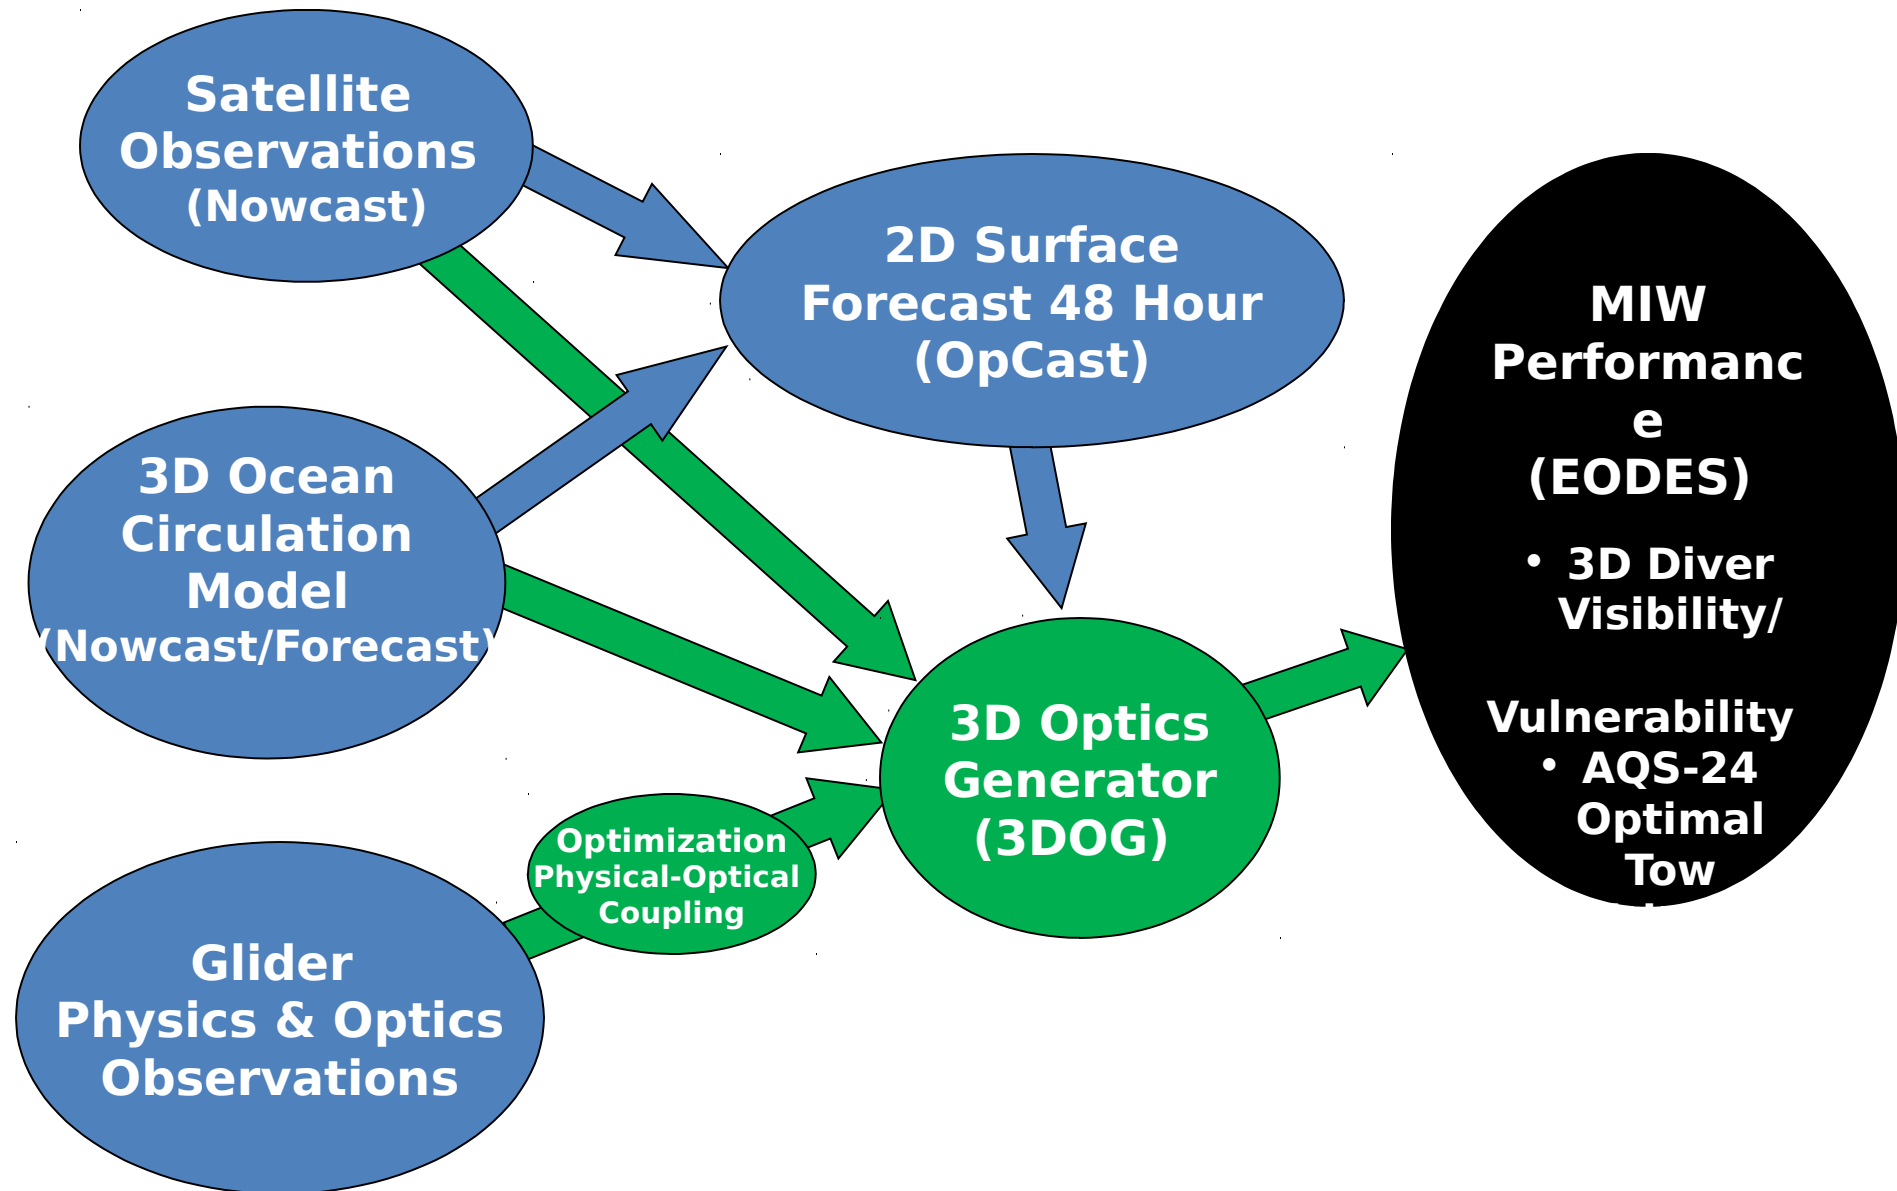 Satellite
Observations
(Nowcast)
2D Surface
Forecast 48 Hour
(OpCast)
3D Ocean
Circulation
Model
(Nowcast/Forecast)
Glider
Physics & Optics
Observations
Optimization
Physical-Optical
Coupling
3D Optics
Generator
(3DOG)
MIW
Performanc
e
(EODES)
• 3D Diver
Visibility/
Vulnerability
• AQS-24
Optimal
Tow